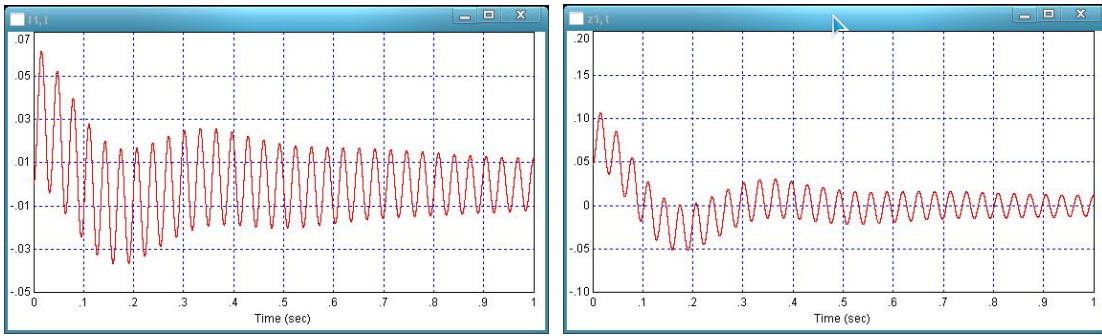 f1, t
.07
.05
.03
.01
-.01
-.03
-.05
0 .1 .2 .3 .4 .5 .6 .7 .8 .9 1
Time (sec)
z1, t
.20
.15
.10
.05
0
-.05
-.10
0 .1 .2 .3 .4 .5 .6 .7 .8 .9 1
Time (sec)